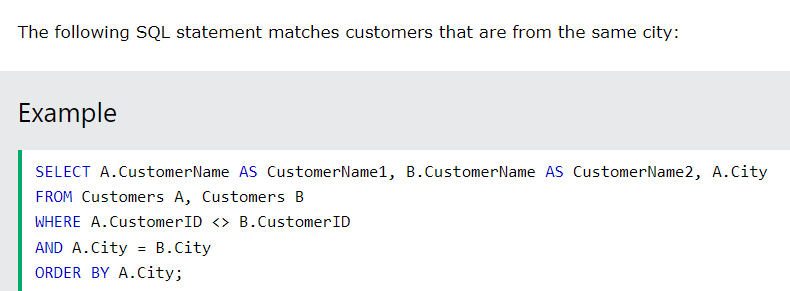 The following SQL statement matches customers that are from the same city:
Example
SELECT A.CustomerName AS CustomerName1, B.CustomerName AS CustomerName2, A.City
FROM Customers A, Customers B
WHERE A.CustomerID <> B.CustomerID
AND A.City = B.City
ORDER BY A.City;